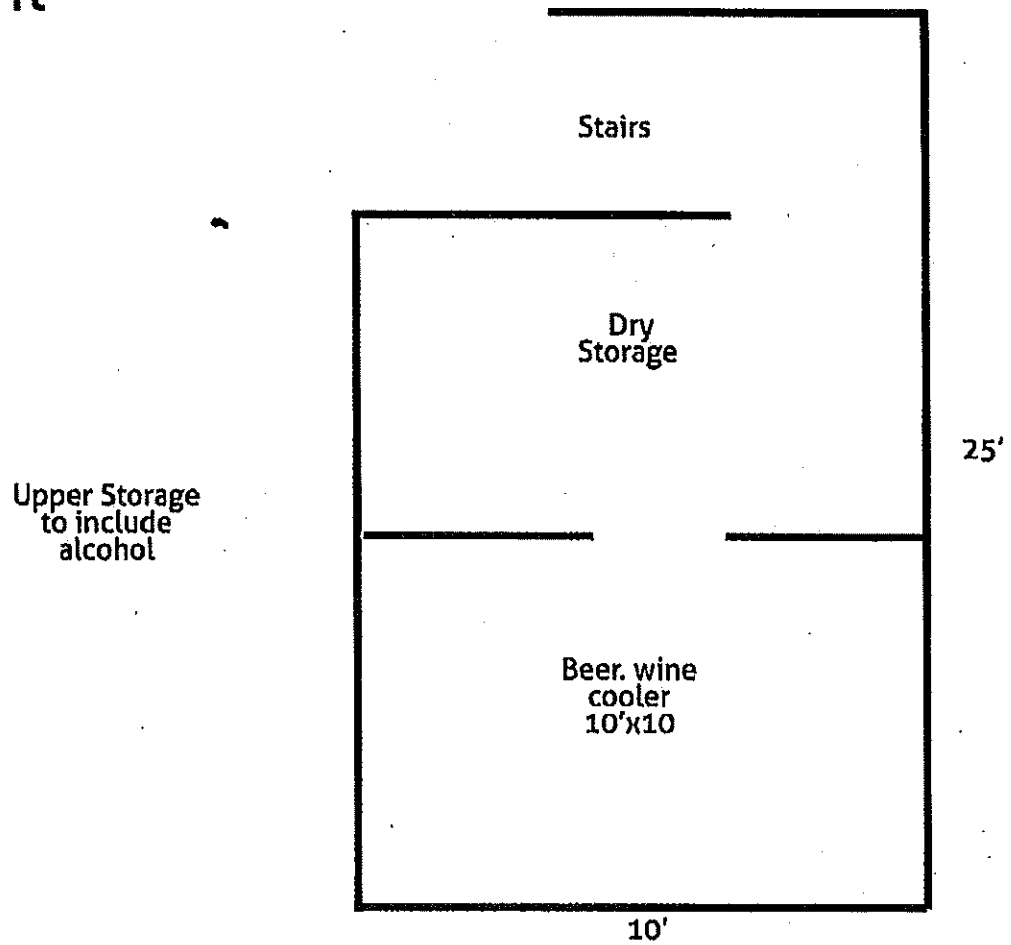 Stairs
Dry
Storage
25'
Upper Storage
to include
alcohol
Beer. wine
cooler
10'x10
10'